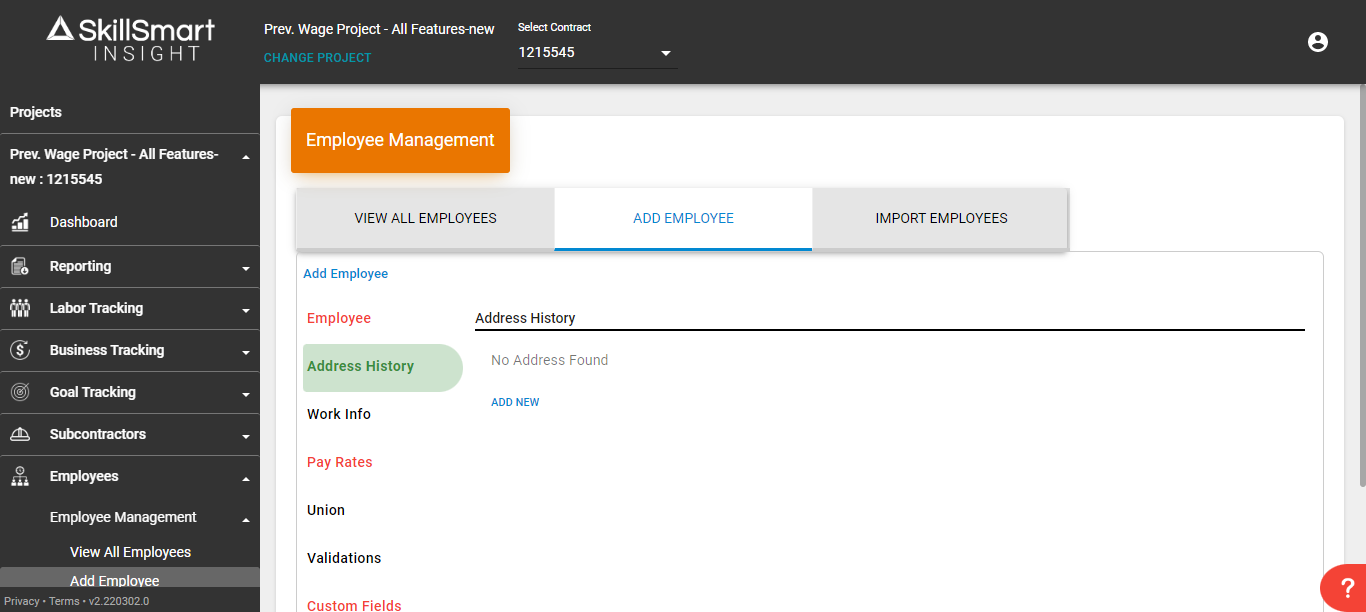 SkillSmart
INSIGHT
Prev. Wage Project - All Features-new
CHANGE PROJECT
Select Contract
1215545
Projects
Prev. Wage Project - All Features-
new : 1215545
Dashboard
Reporting
Labor Tracking
Business Tracking
Goal Tracking
Subcontractors
Employees
Employee Management
View All Employees
Add Employee
Privacy • Terms • v2.220302.0
Employee Management
VIEW ALL EMPLOYEES
ADD EMPLOYEE
IMPORT EMPLOYEES
Add Employee
Employee
Address History
Work Info
Pay Rates
Union
Validations
Custom Fields
Address History
No Address Found
ADD NEW
?